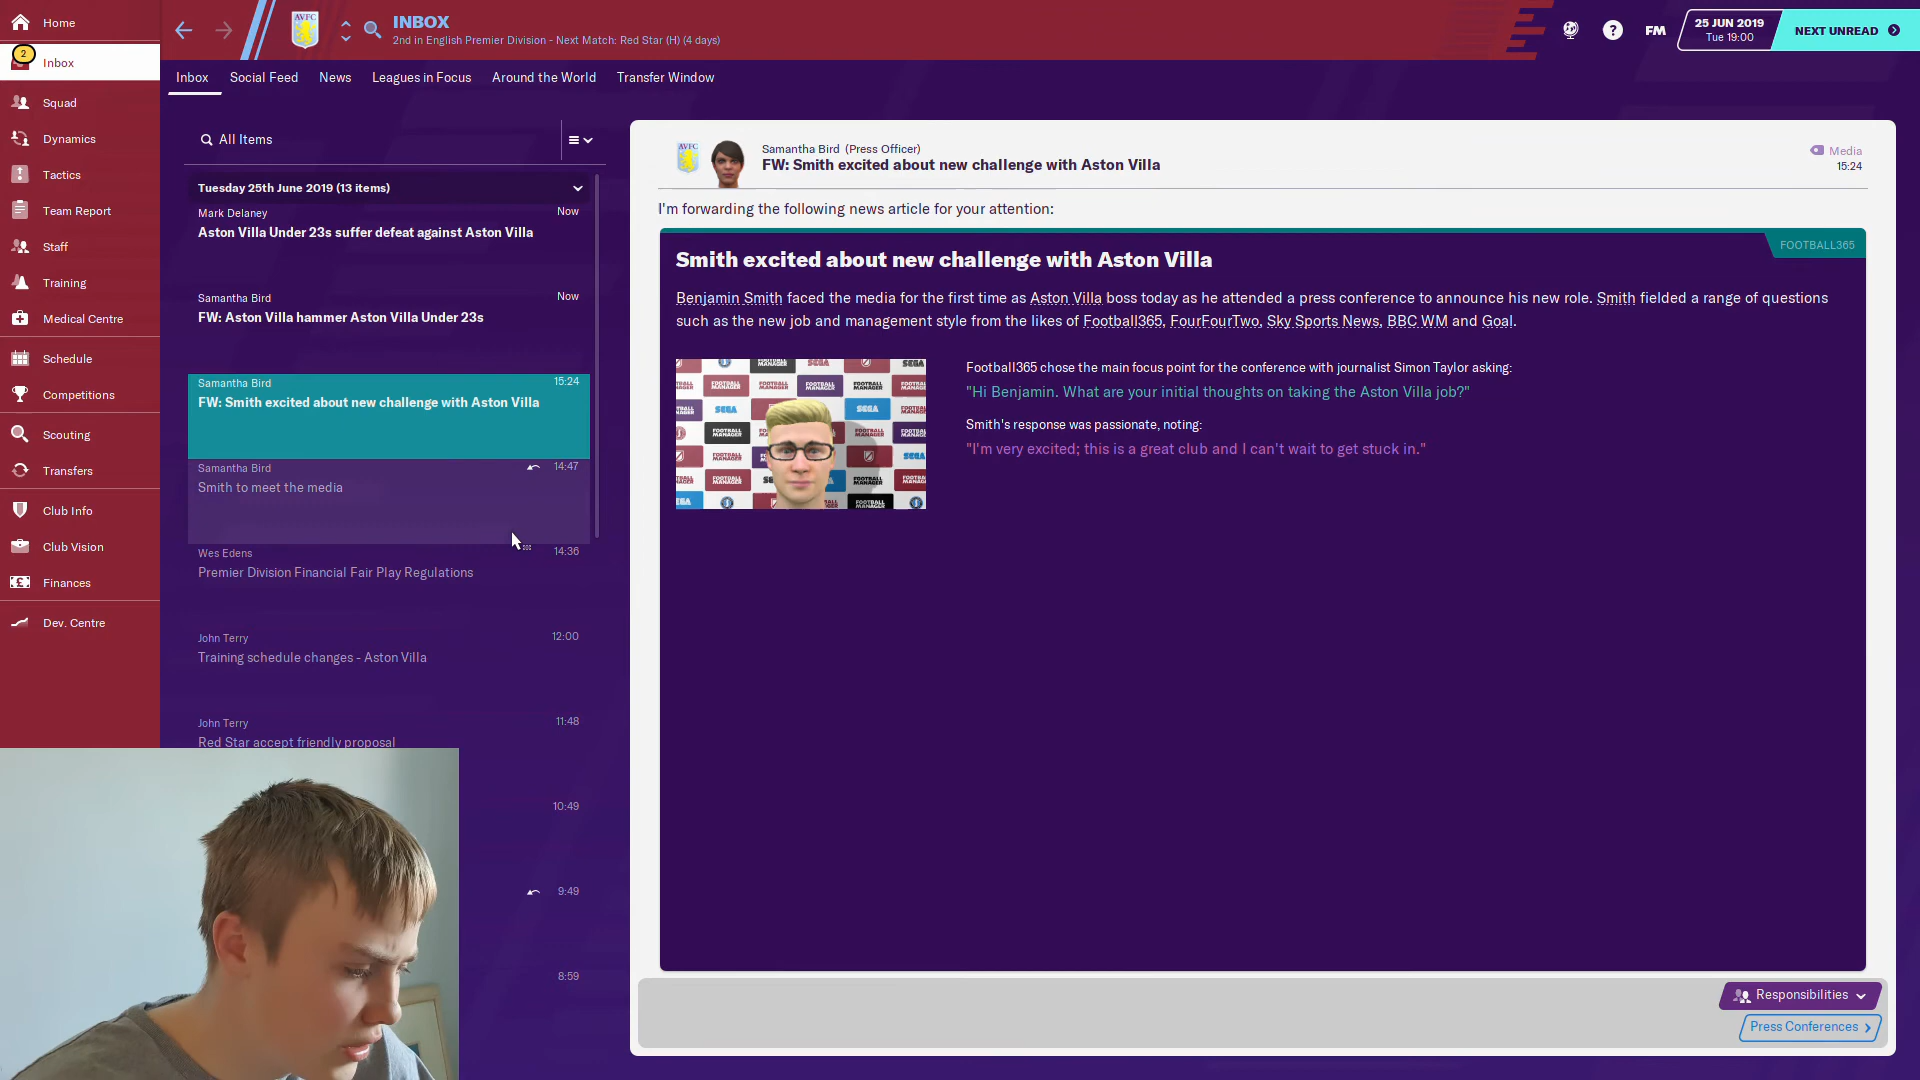 Home
2
Inbox
Squad
Dynamics
Tactics
Team Report
Staff
Training
Medical Centre
Schedule
Competitions
Scouting
Transfers
Club Info
Club Vision
Finances
Dev. Centre
AVFC
INBOX
2nd in English Premier Division - Next Match: Red Star (H) (4 days)
?
FM
25 JUN 2019
Tue 19:00
NEXT UNREAD
Inbox
Social Feed
News
Leagues in Focus
Around the World
Transfer Window
All Items
Tuesday 25th June 2019 (13 items)
Mark Delaney
Now
Aston Villa Under 23s suffer defeat against Aston Villa
Samantha Bird
Now
FW: Aston Villa hammer Aston Villa Under 23s
Samantha Bird
15:24
FW: Smith excited about new challenge with Aston Villa
Samantha Bird
14:47
Smith to meet the media
Wes Edens
14:36
Premier Division Financial Fair Play Regulations
John Terry
12:00
Training schedule changes - Aston Villa
John Terry
11:48
Red Star accept friendly proposal
10:49
9:49
8:59
AVFC
Samantha Bird (Press Officer)
FW: Smith excited about new challenge with Aston Villa
Media
15:24
I'm forwarding the following news article for your attention:
FOOTBALL365
Smith excited about new challenge with Aston Villa
Benjamin Smith faced the media for the first time as Aston Villa boss today as he attended a press conference to announce his new role. Smith fielded a range of questions
such as the new job and management style from the likes of Football365, FourFourTwo, Sky Sports News, BBC WM and Goal.
Football365 chose the main focus point for the conference with journalist Simon Taylor asking:
"Hi Benjamin. What are your initial thoughts on taking the Aston Villa job?"
Smith's response was passionate, noting:
"I'm very excited; this is a great club and I can't wait to get stuck in."
SEGA
FOOTBALL MANAGER
Responsibilities
Press Conferences